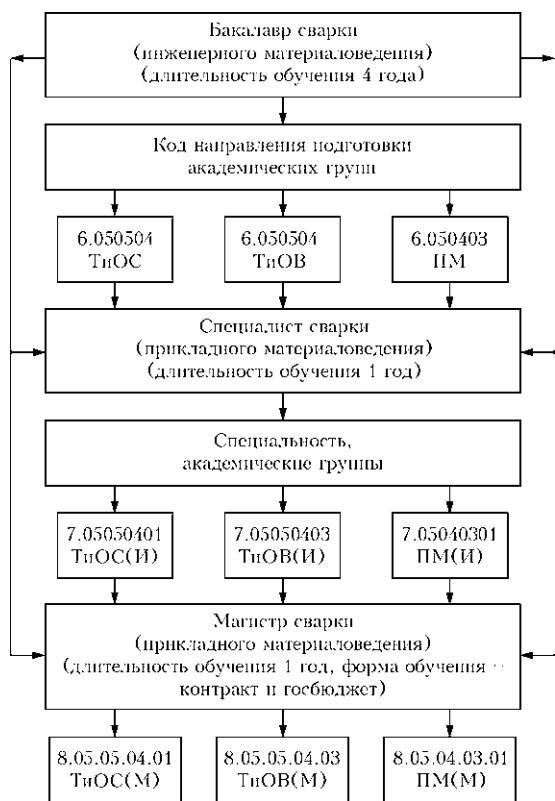 Бакалавр сварки
(инженерного материаловедения)
(длительность обучения 4 года)
Код направления подготовки
академических групп
6.050504
ТиОС
6.050504
ТиОВ
6.050403
ПМ
Специалист сварки
(прикладного материаловедения)
(длительность обучения 1 год)
Специальность,
академические группы
7.05050401
ТиОС(И)
7.05050403
ТиОВ(И)
7.05040301
ПМ(И)
Магистр сварки
(прикладного материаловедения)
(длительность обучения 1 год, форма обучения -
контракт и госбюджет)
8.05.05.04.01
ТиОС(М)
8.05.05.04.03
ТиОВ(М)
8.05.04.03.01
ПМ(М)